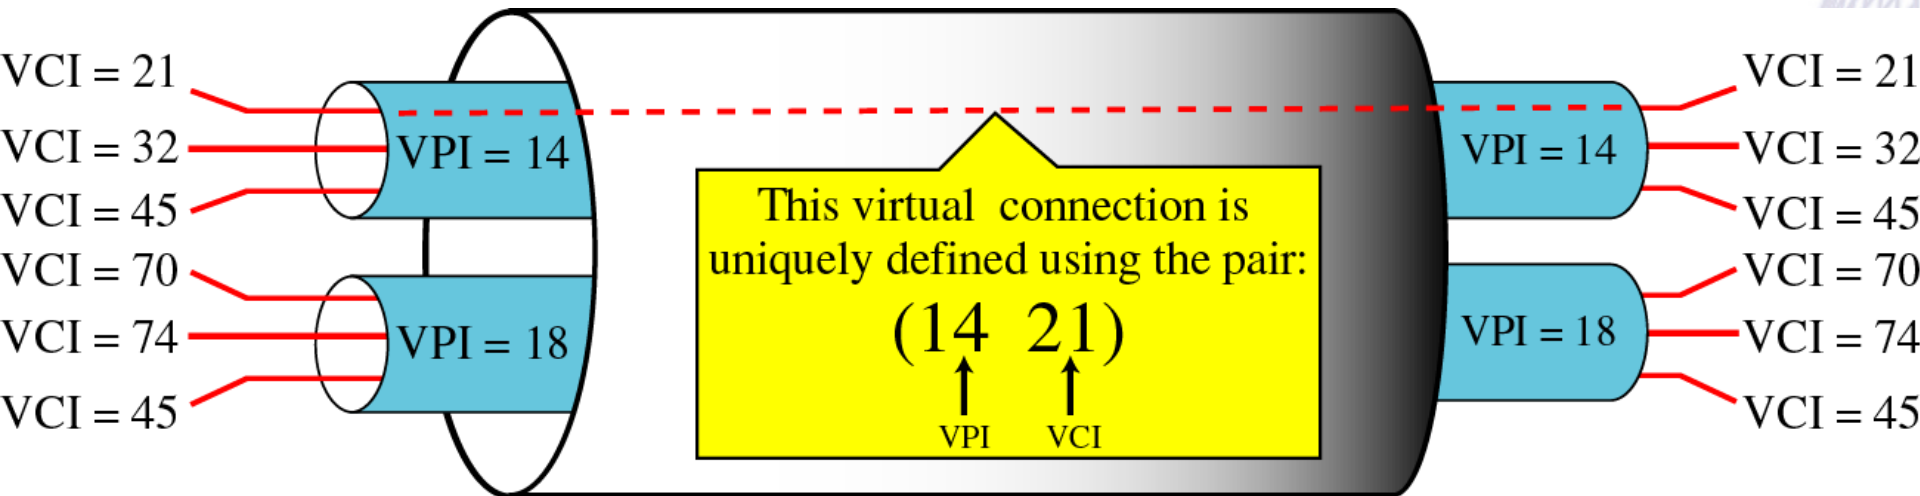 VCI = 21
VCI = 32
VCI = 45
VCI = 70
VCI = 74
VCI = 45
VPI = 14
VPI = 18
This virtual connection is
uniquely defined using the pair:
(14 21)
VPI VCI
VPI = 14
VPI = 18
VCI = 21
VCI = 32
VCI = 45
VCI = 70
VCI = 74
VCI = 45